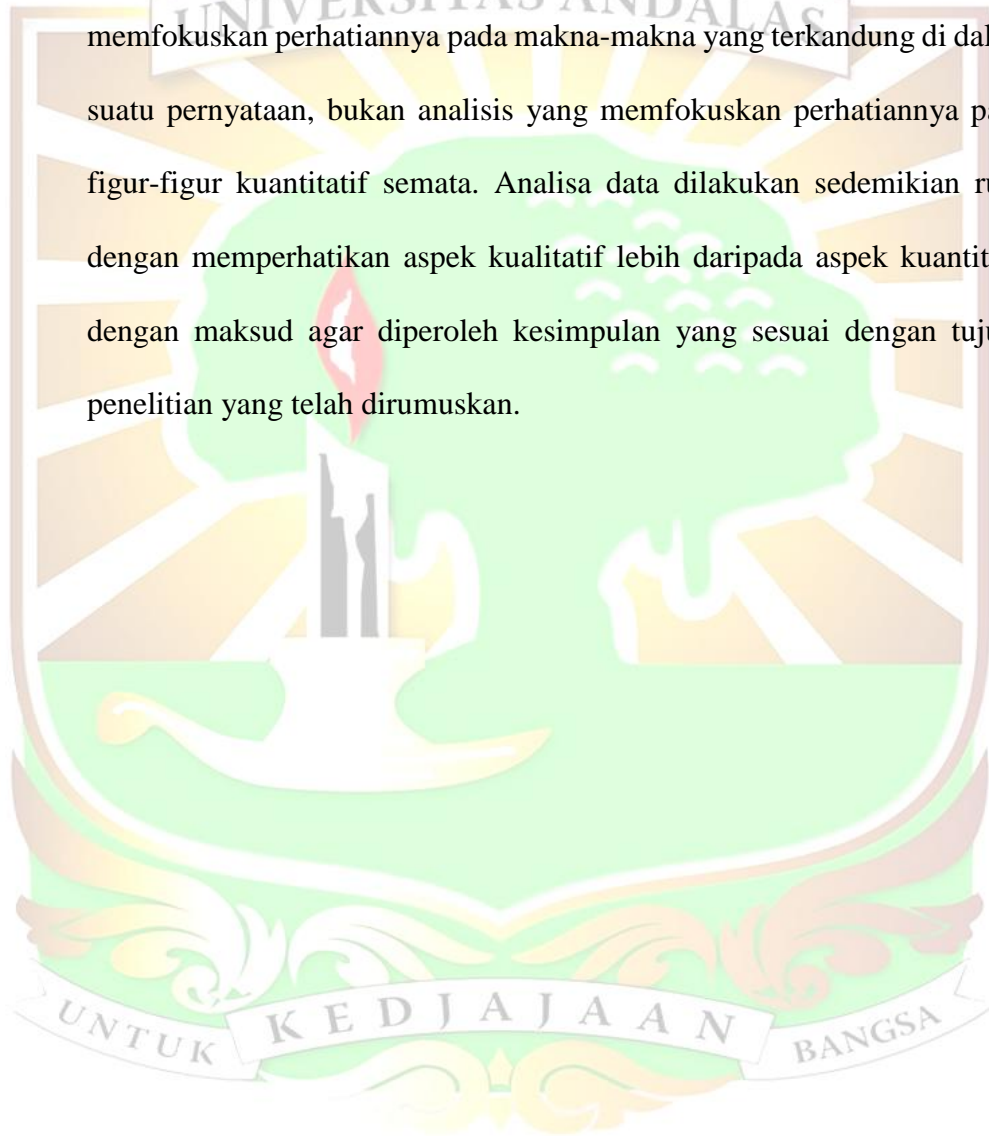 UNIVERSITAS ANDALAS
memfokuskan perhatiannya pada makna-makna yang terkandung di dal
suatu pernyataan, bukan analisis yang memfokuskan perhatiannya pa
figur-figur kuantitatif semata. Analisa data dilakukan sedemikian ru
dengan memperhatikan aspek kualitatif lebih daripada aspek kuantit
dengan maksud agar diperoleh kesimpulan yang sesuai dengan tuju
penelitian yang telah dirumuskan.
UNTUK KEDJAJAAN BANGSA